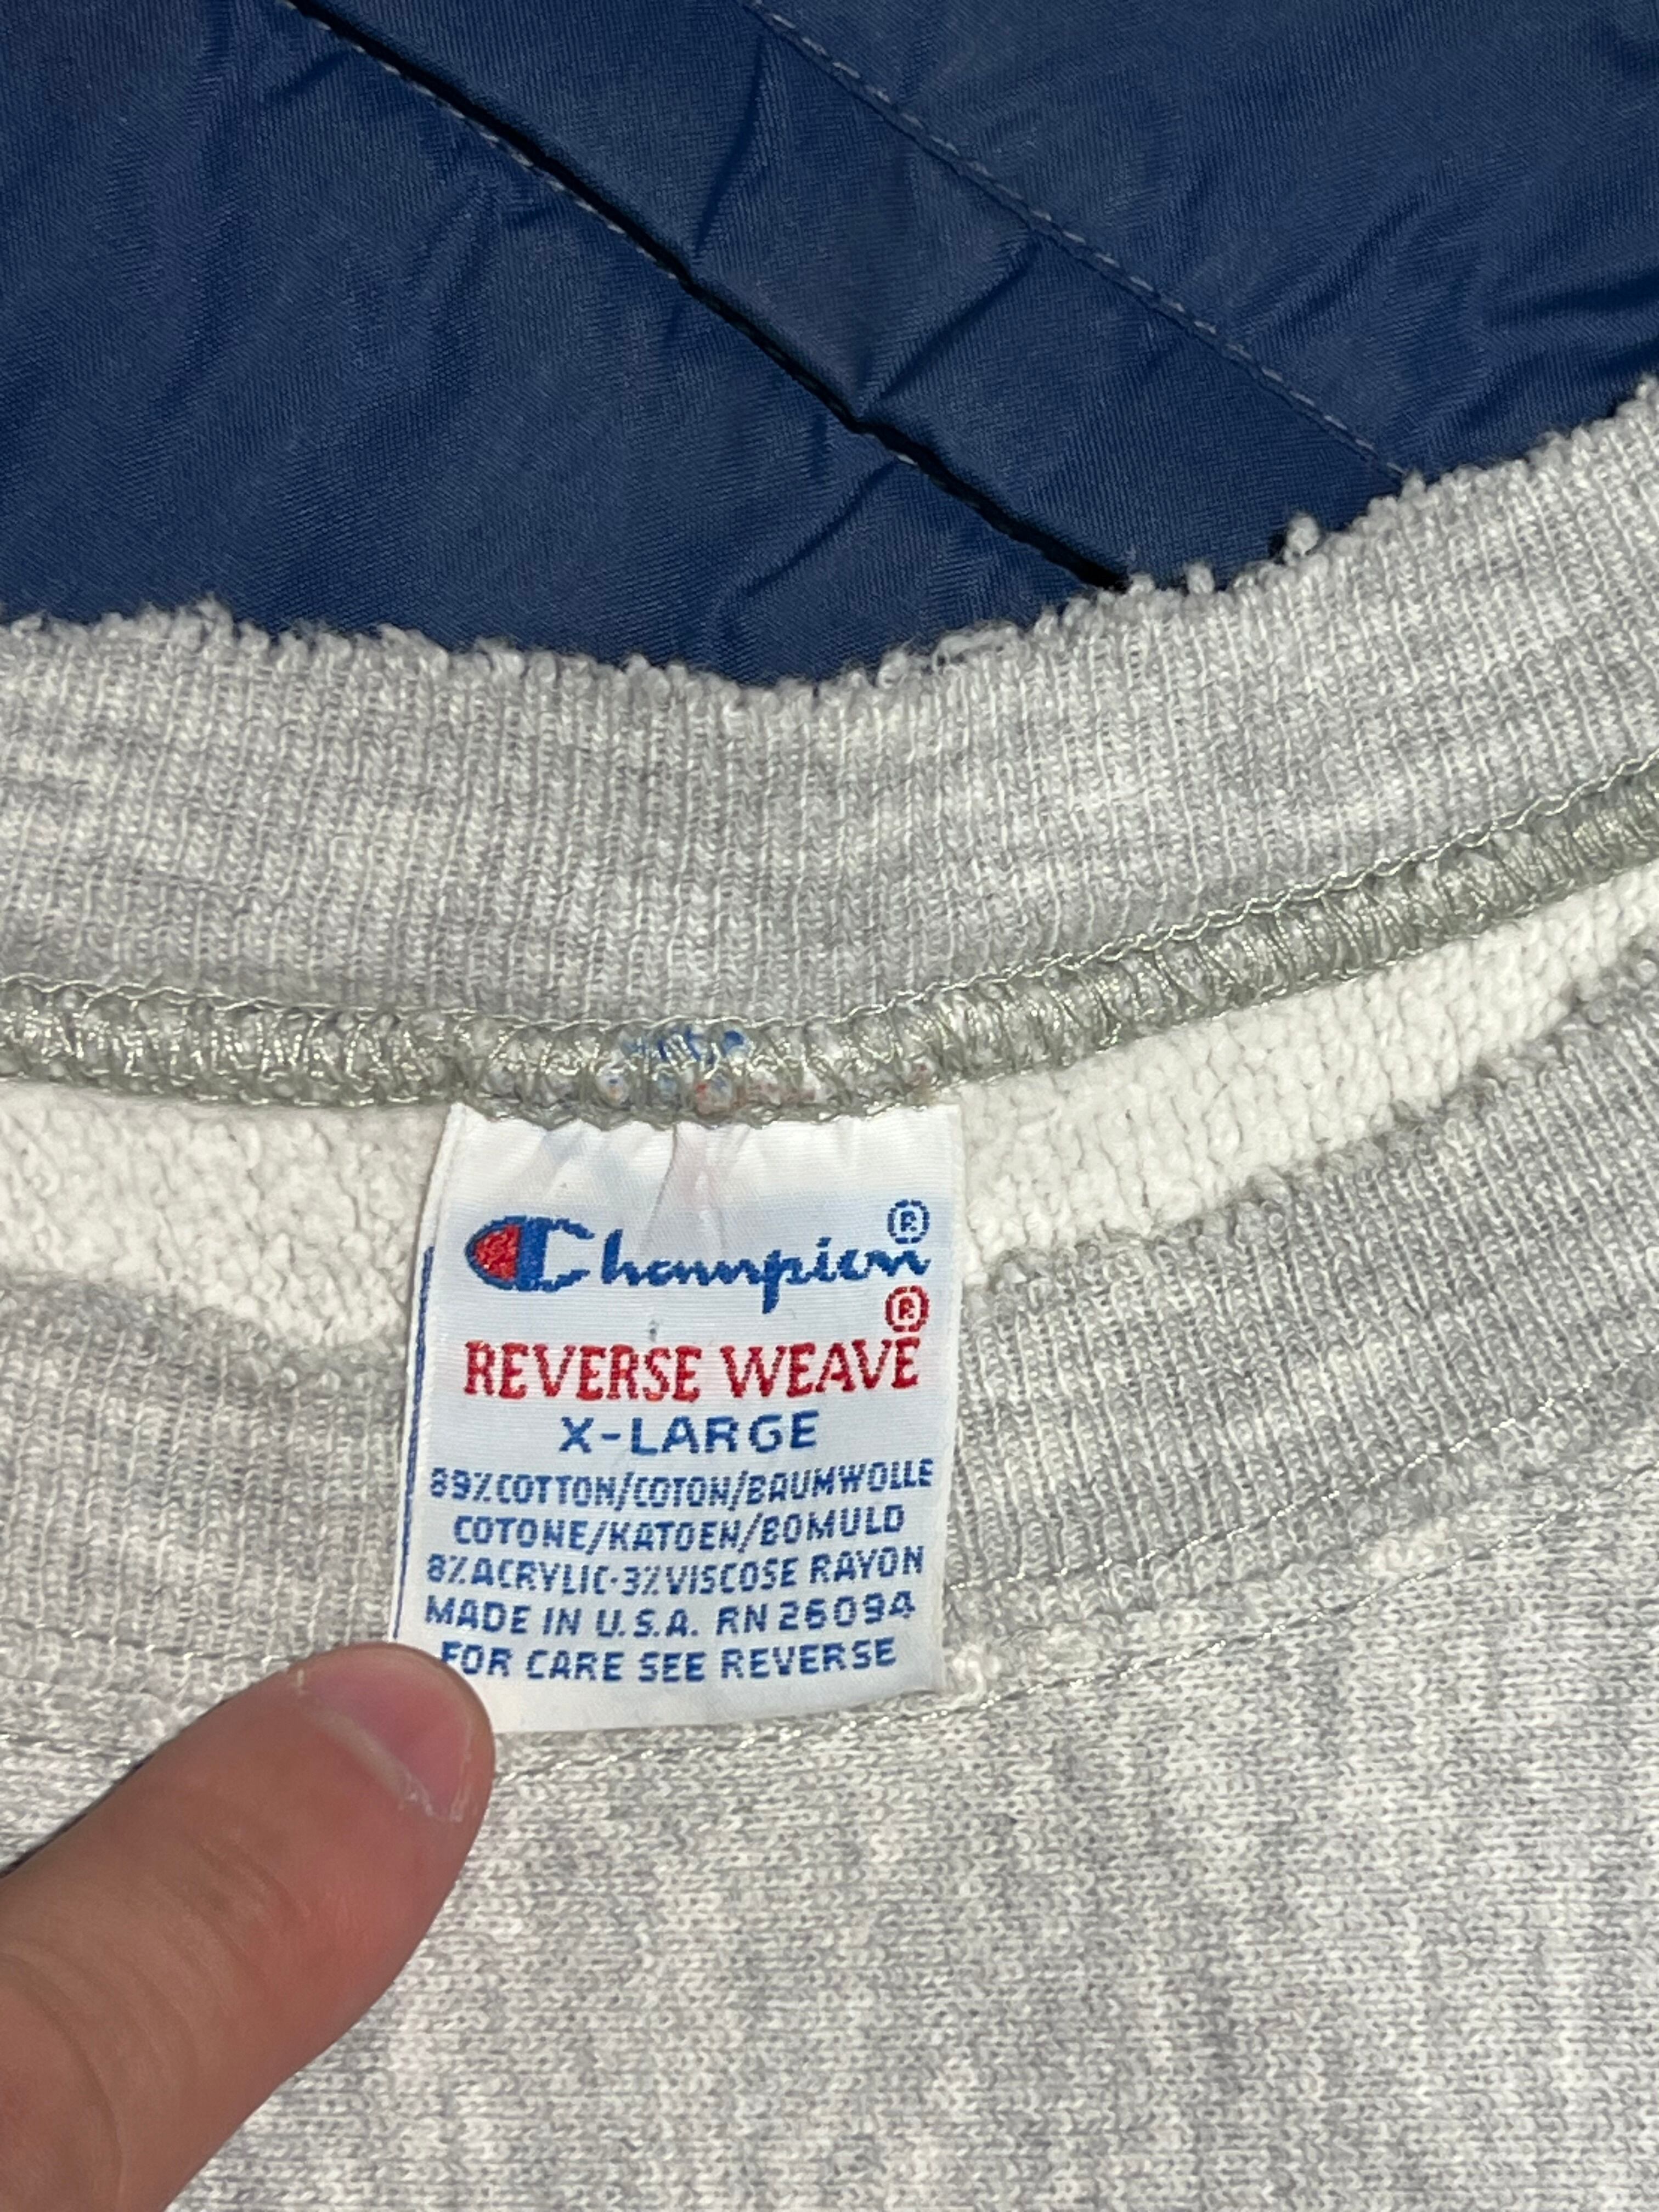 Champion®
REVERSE WEAVE®
X-LARGE
89% COTTON/COTON/BAUMWOLLE
COTONE/KATOEN/BOMULD
8% ACRYLIC·3% VISCOSE RAYON
MADE IN U.S.A. RN 26094
FOR CARE SEE REVERSE